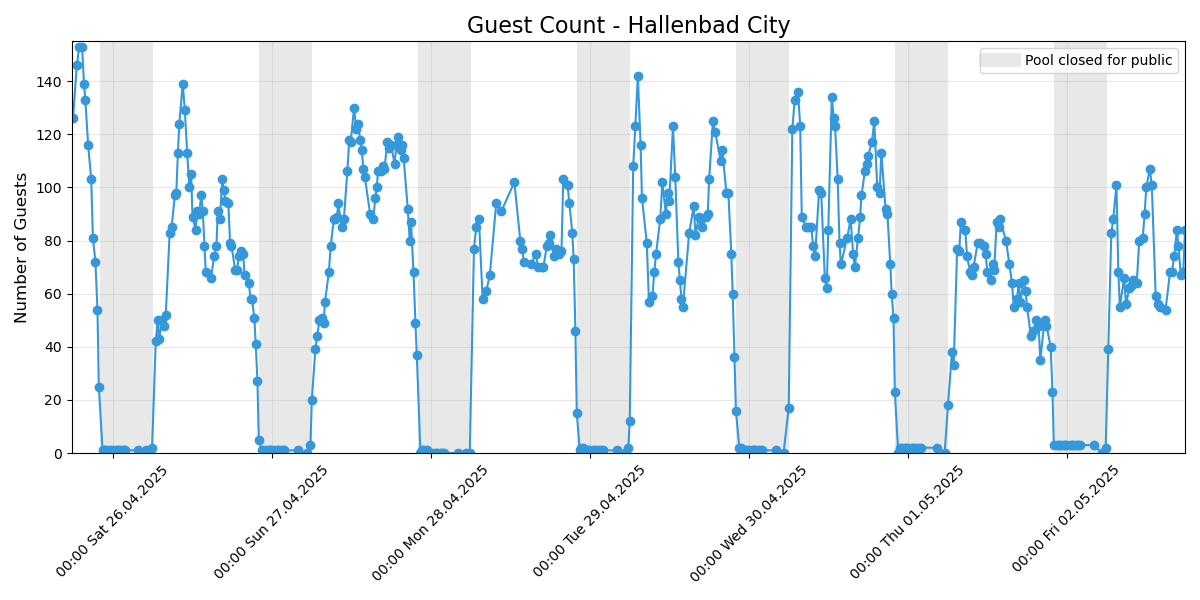 Guest Count - Hallenbad City
Pool closed for public
Number of Guests
140
120
100
80
60
40
20
0
00:00 Sat 26.04.2025
00:00 Sun 27.04.2025
00:00 Mon 28.04.2025
00:00 Tue 29.04.2025
00:00 Wed 30.04.2025
00:00 Thu 01.05.2025
00:00 Fri 02.05.2025